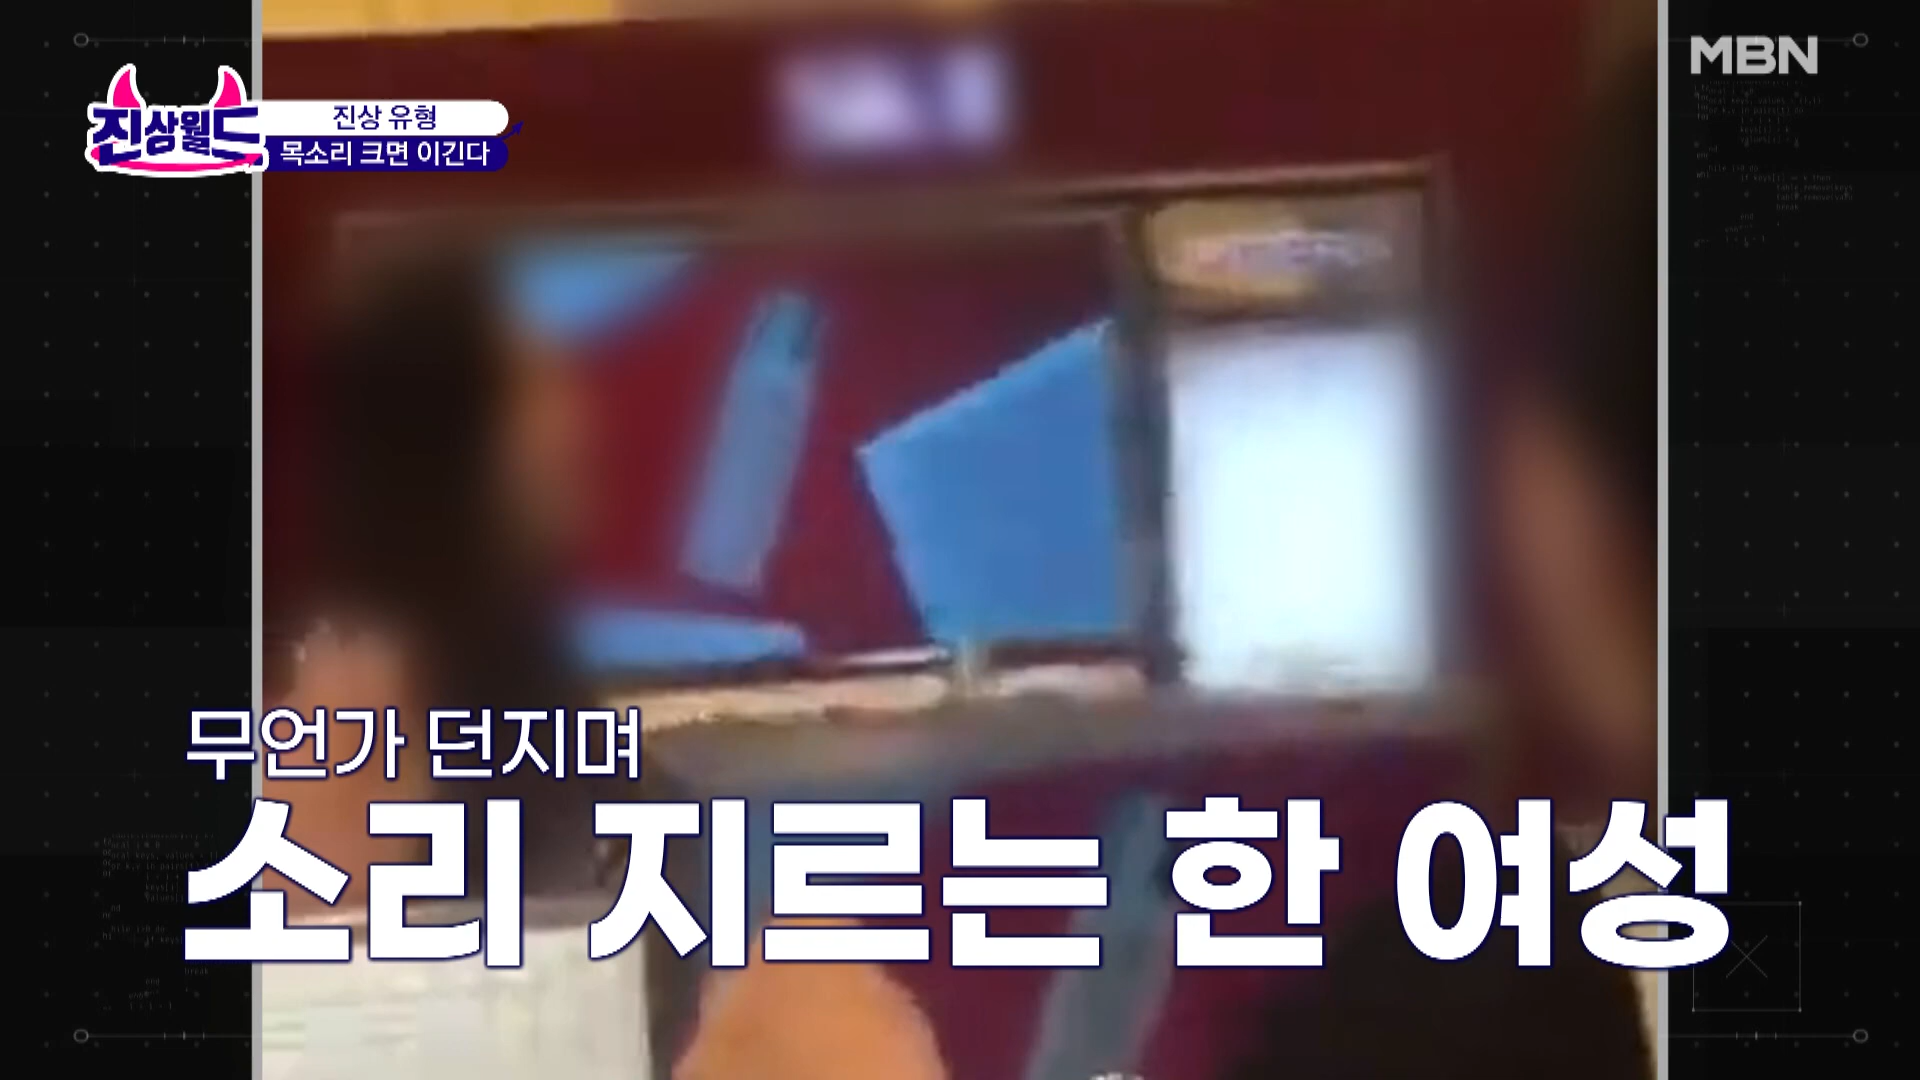 MBN
진상월드
진상 유형
목소리 크면 이긴다
무언가 던지며
소리 지르는 한 여성